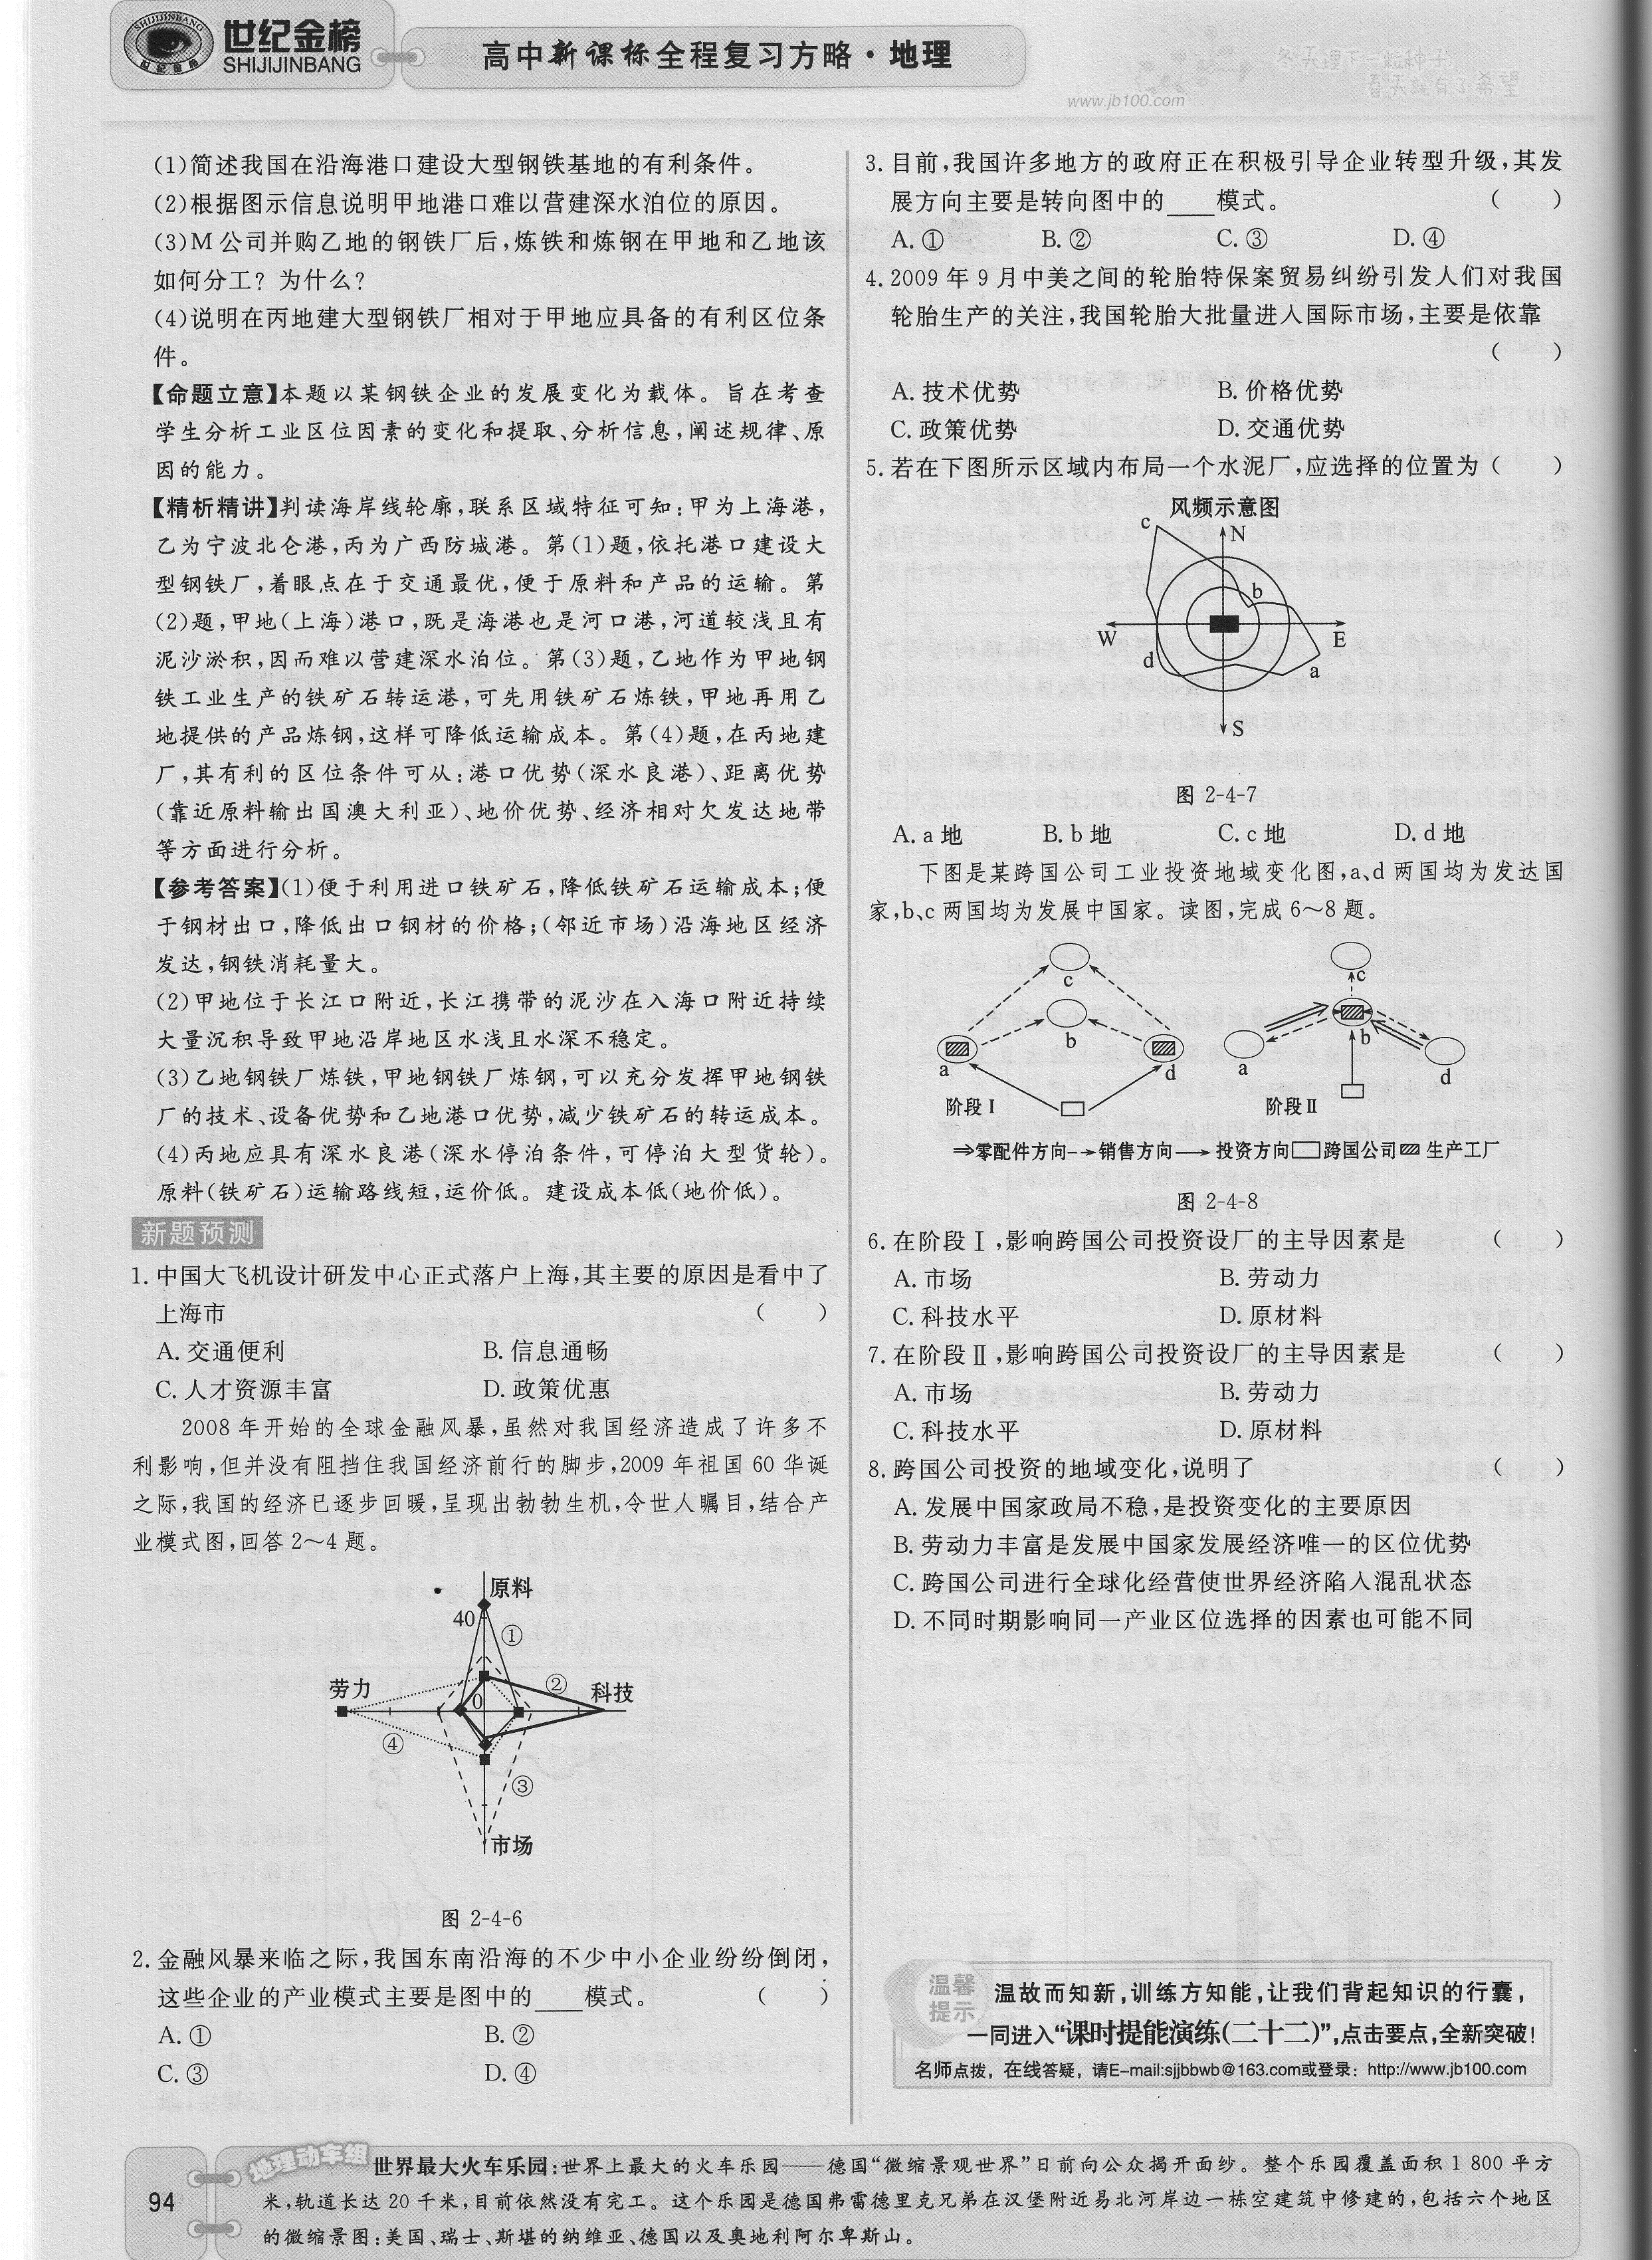 SHIJIJINBANG
世纪金榜
世纪金榜
SHIJIJINBANG
高中新课标全程复习方略·地理
www.jb100.com
冬天埋下一粒种子
春天就有了希望
(1)简述我国在沿海港口建设大型钢铁基地的有利条件。
(2)根据图示信息说明甲地港口难以营建深水泊位的原因。
(3)M公司并购乙地的钢铁厂后,炼铁和炼钢在甲地和乙地该
如何分工? 为什么?
(4)说明在丙地建大型钢铁厂相对于甲地应具备的有利区位条
件。
【命题立意】本题以某钢铁企业的发展变化为载体。旨在考查
学生分析工业区位因素的变化和提取、分析信息,阐述规律、原
因的能力。
【精析精讲】判读海岸线轮廓,联系区域特征可知:甲为上海港,
乙为宁波北仑港,丙为广西防城港。第(1)题,依托港口建设大
型钢铁厂,着眼点在于交通最优,便于原料和产品的运输。第
(2)题,甲地(上海)港口,既是海港也是河口港,河道较浅且有
泥沙淤积,因而难以营建深水泊位。第(3)题,乙地作为甲地钢
铁工业生产的铁矿石转运港,可先用铁矿石炼铁,甲地再用乙
地提供的产品炼钢,这样可降低运输成本。第(4)题,在丙地建
厂,其有利的区位条件可从:港口优势(深水良港)、距离优势
(靠近原料输出国澳大利亚)、地价优势、经济相对欠发达地带
等方面进行分析。
【参考答案】(1)便于利用进口铁矿石,降低铁矿石运输成本;便
于钢材出口,降低出口钢材的价格;(邻近市场)沿海地区经济
发达,钢铁消耗量大。
(2)甲地位于长江口附近,长江携带的泥沙在入海口附近持续
大量沉积导致甲地沿岸地区水浅且水深不稳定。
(3)乙地钢铁厂炼铁,甲地钢铁厂炼钢,可以充分发挥甲地钢铁
厂的技术、设备优势和乙地港口优势,减少铁矿石的转运成本。
(4)丙地应具有深水良港(深水停泊条件,可停泊大型货轮)。
原料(铁矿石)运输路线短,运价低。建设成本低(地价低)。
新题预测
1. 中国大飞机设计研发中心正式落户上海,其主要的原因是看中了
上海市 (  )
A. 交通便利 B. 信息通畅
C. 人才资源丰富 D. 政策优惠
2008年开始的全球金融风暴,虽然对我国经济造成了许多不
利影响,但并没有阻挡住我国经济前行的脚步,2009年祖国60华诞
之际,我国的经济已逐步回暖,呈现出勃勃生机,令世人瞩目,结合产
业模式图,回答2～4题。
原料
40
①
劳力
②
科技
0
④
③
市场
图 2-4-6
2. 金融风暴来临之际,我国东南沿海的不少中小企业纷纷倒闭,
这些企业的产业模式主要是图中的____模式。 (  )
A. ① B. ②
C. ③ D. ④
3. 目前,我国许多地方的政府正在积极引导企业转型升级,其发
展方向主要是转向图中的____模式。 (  )
A. ① B. ② C. ③ D. ④
4. 2009年9月中美之间的轮胎特保案贸易纠纷引发人们对我国
轮胎生产的关注,我国轮胎大批量进入国际市场,主要是依靠
(  )
A. 技术优势 B. 价格优势
C. 政策优势 D. 交通优势
5. 若在下图所示区域内布局一个水泥厂,应选择的位置为 (  )
风频示意图
c
N
b
W
E
d
a
S
图 2-4-7
A. a地 B. b地 C. c地 D. d地
下图是某跨国公司工业投资地域变化图,a、d两国均为发达国
家,b、c两国均为发展中国家。读图,完成6～8题。
c
b
a
d
阶段Ⅰ
c
b
a
d
阶段Ⅱ
⇒零配件方向--→销售方向—→投资方向□跨国公司▨生产工厂
图 2-4-8
6. 在阶段Ⅰ,影响跨国公司投资设厂的主导因素是 (  )
A. 市场 B. 劳动力
C. 科技水平 D. 原材料
7. 在阶段Ⅱ,影响跨国公司投资设厂的主导因素是 (  )
A. 市场 B. 劳动力
C. 科技水平 D. 原材料
8. 跨国公司投资的地域变化,说明了 (  )
A. 发展中国家政局不稳,是投资变化的主要原因
B. 劳动力丰富是发展中国家发展经济唯一的区位优势
C. 跨国公司进行全球化经营使世界经济陷入混乱状态
D. 不同时期影响同一产业区位选择的因素也可能不同
温馨
提示
温故而知新,训练方知能,让我们背起知识的行囊,
一同进入“课时提能演练(二十二)”,点击要点,全新突破!
名师点拨，在线答疑，请E-mail:sjjbbwb@163.com或登录：http://www.jb100.com
94
地理动车组
世界最大火车乐园:世界上最大的火车乐园——德国“微缩景观世界”日前向公众揭开面纱。整个乐园覆盖面积1 800平方
米,轨道长达20千米,目前依然没有完工。这个乐园是德国弗雷德里克兄弟在汉堡附近易北河岸边一栋空建筑中修建的,包括六个地区
的微缩景图:美国、瑞士、斯堪的纳维亚、德国以及奥地利阿尔卑斯山。